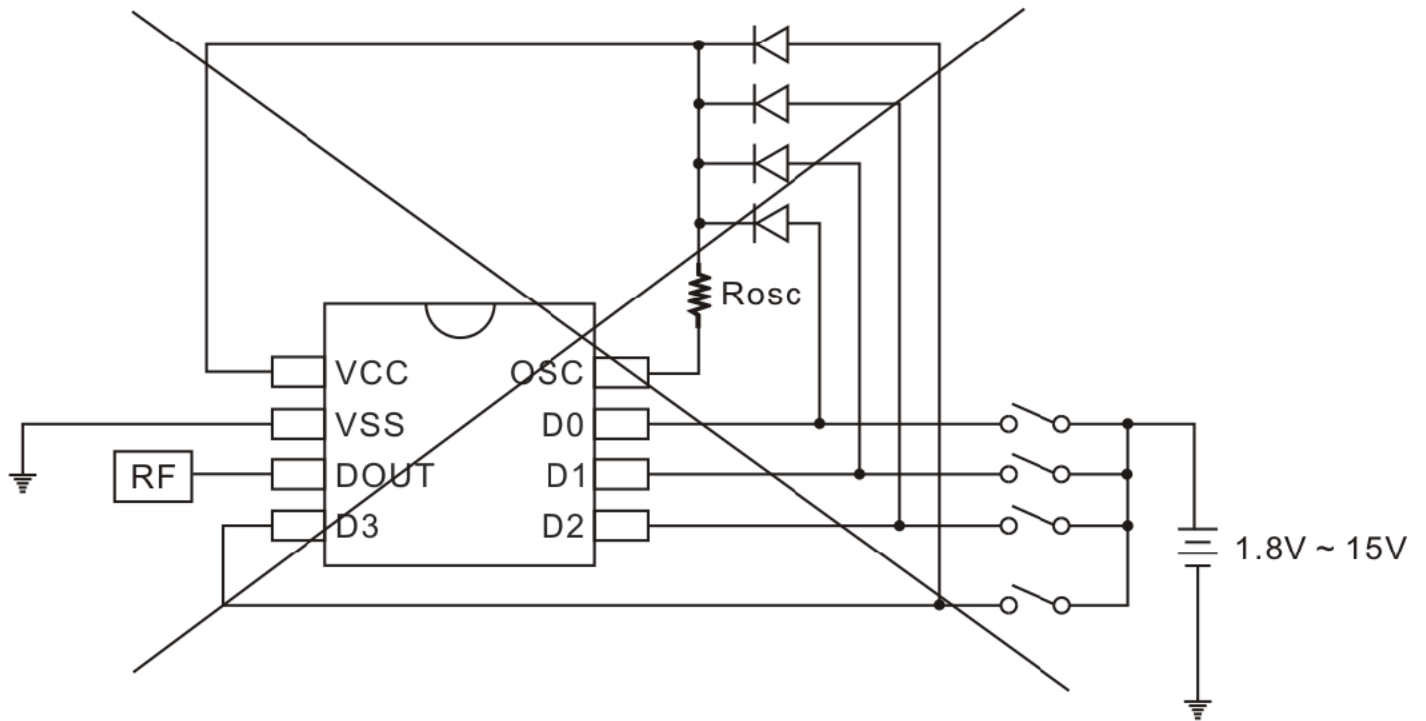 Rosc
VCC OSC
VSS D0
RF DOUT D1
D3 D2
1.8V ~ 15V